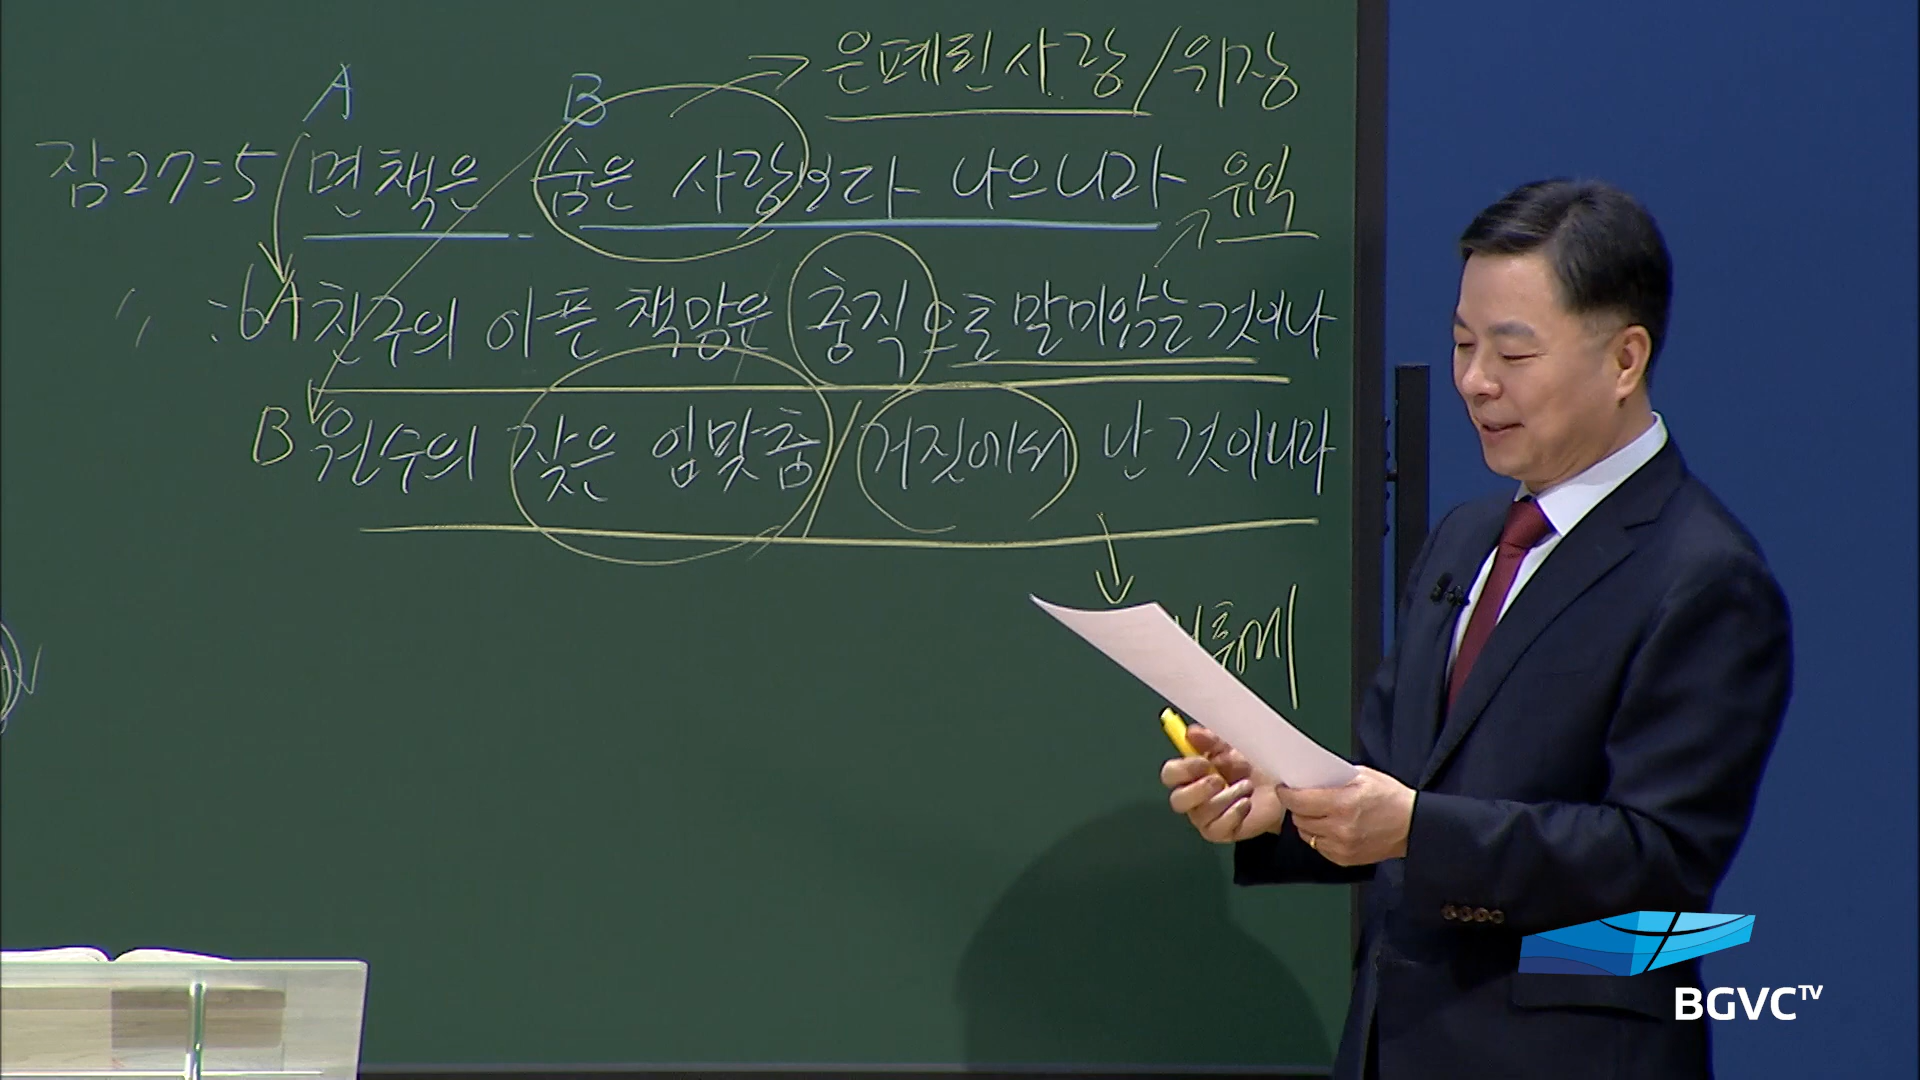 은폐된 사랑/위장
A B
잠27=5 면책은 숨은 사랑보다 나으니라 유익
〃 :6 A 친구의 아픈 책망은 충직으로 말미암는 것이나
B 원수의 잦은 입맞춤/거짓에서 난 것이니라
BGVC TV